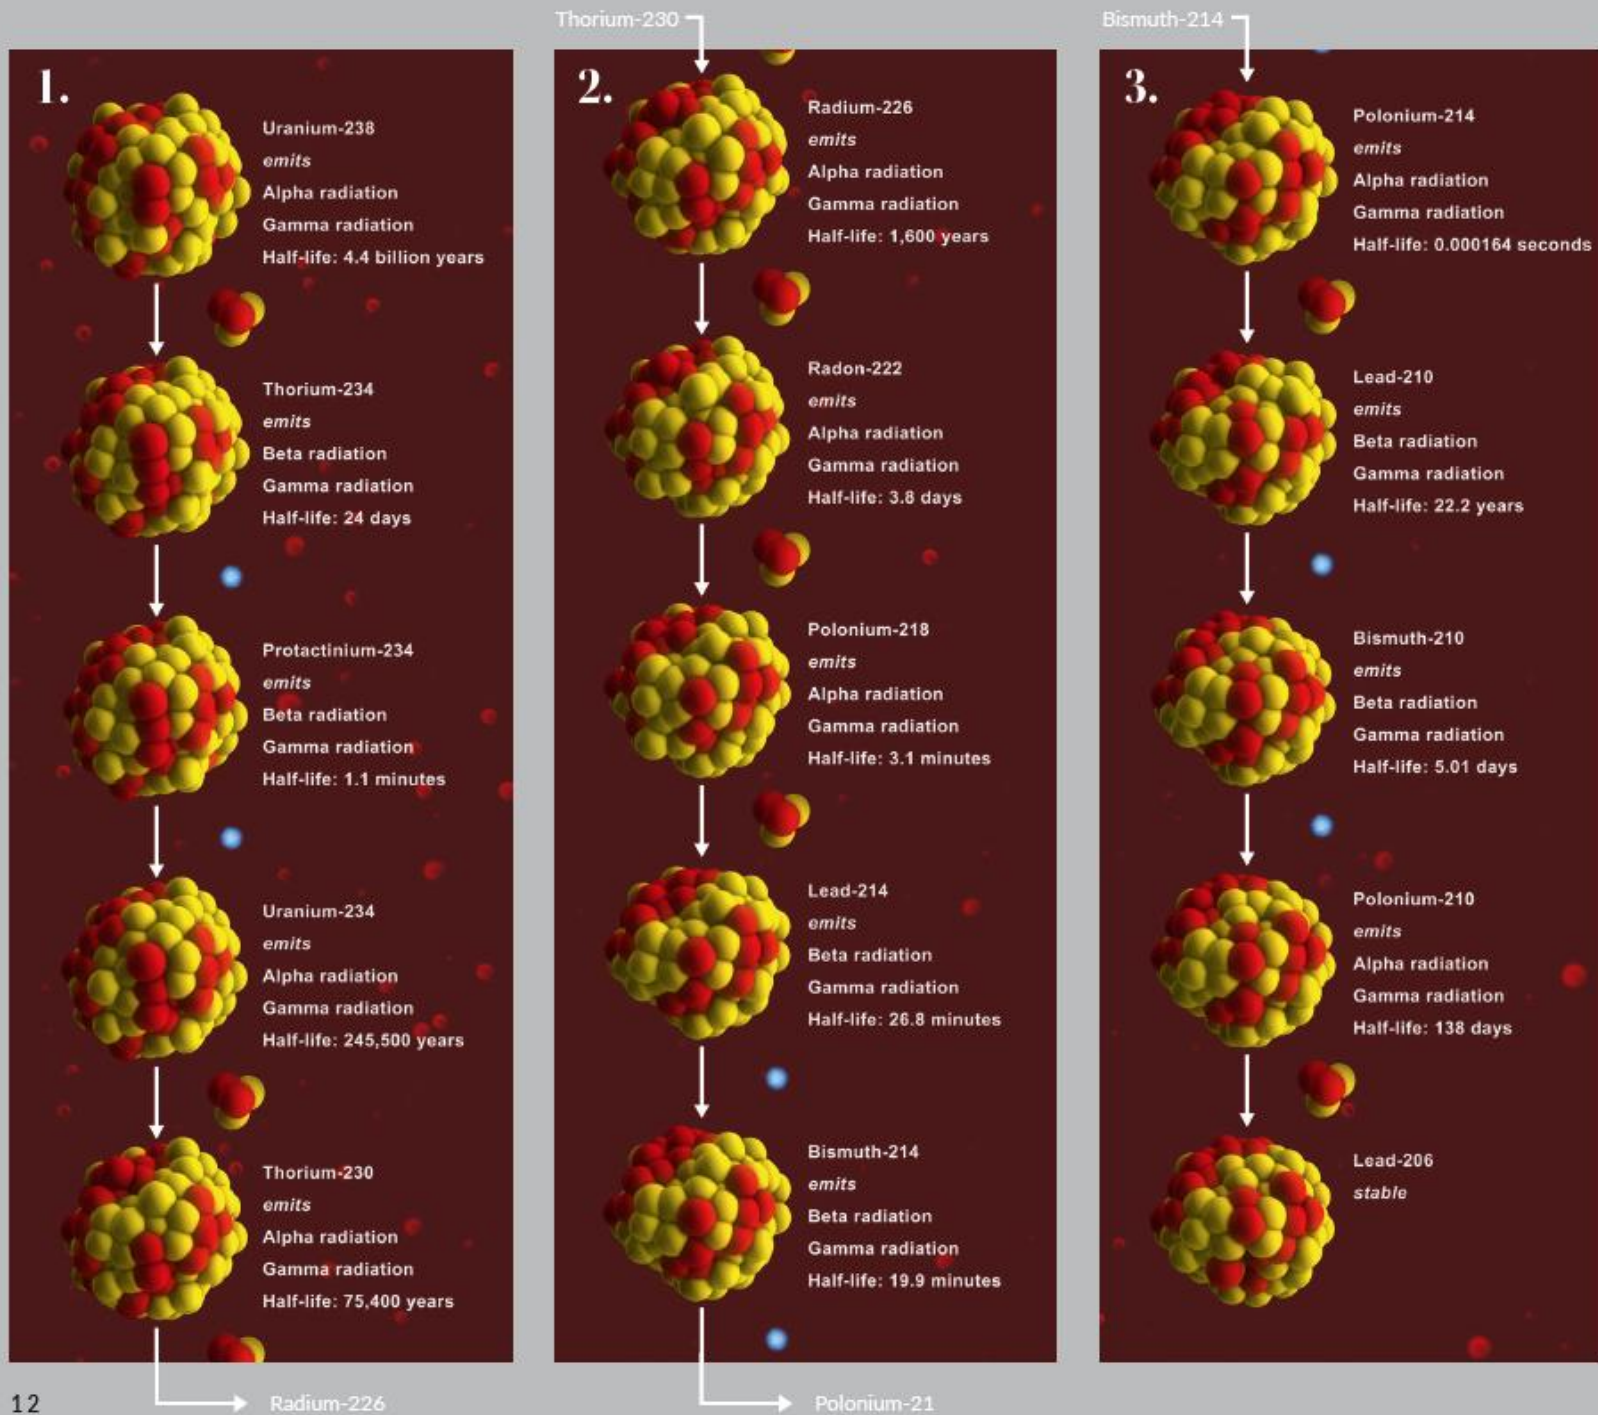 1.
Uranium-238
emits
Alpha radiation
Gamma radiation
Half-life: 4.4 billion years
Thorium-234
emits
Beta radiation
Gamma radiation
Half-life: 24 days
Protactinium-234
emits
Beta radiation
Gamma radiation
Half-life: 1.1 minutes
Uranium-234
emits
Alpha radiation
Gamma radiation
Half-life: 245,500 years
Thorium-230
emits
Alpha radiation
Gamma radiation
Half-life: 75,400 years
Radium-226
Thorium-230
2.
Radium-226
emits
Alpha radiation
Gamma radiation
Half-life: 1,600 years
Radon-222
emits
Alpha radiation
Gamma radiation
Half-life: 3.8 days
Polonium-218
emits
Alpha radiation
Gamma radiation
Half-life: 3.1 minutes
Lead-214
emits
Beta radiation
Gamma radiation
Half-life: 26.8 minutes
Bismuth-214
emits
Beta radiation
Gamma radiation
Half-life: 19.9 minutes
Polonium-21
Bismuth-214
3.
Polonium-214
emits
Alpha radiation
Gamma radiation
Half-life: 0.000164 seconds
Lead-210
emits
Beta radiation
Gamma radiation
Half-life: 22.2 years
Bismuth-210
emits
Beta radiation
Gamma radiation
Half-life: 5.01 days
Polonium-210
emits
Alpha radiation
Gamma radiation
Half-life: 138 days
Lead-206
stable
12